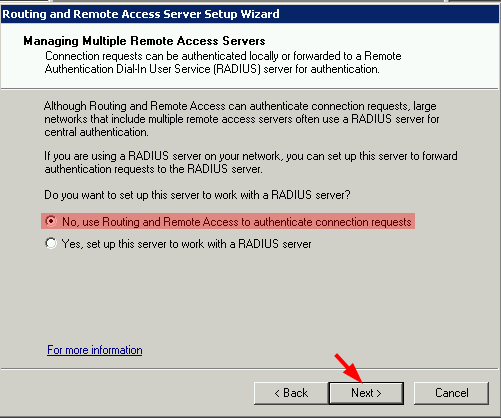 Routing and Remote Access Server Setup Wizard
Managing Multiple Remote Access Servers
Connection requests can be authenticated locally or forwarded to a Remote
Authentication Dial-In User Service (RADIUS) server for authentication.
Although Routing and Remote Access can authenticate connection requests, large
networks that include multiple remote access servers often use a RADIUS server for
central authentication.
If you are using a RADIUS server on your network, you can set up this server to forward
authentication requests to the RADIUS server.
Do you want to set up this server to work with a RADIUS server?
No, use Routing and Remote Access to authenticate connection requests
Yes, set up this server to work with a RADIUS server
For more information
< Back
Next >
Cancel